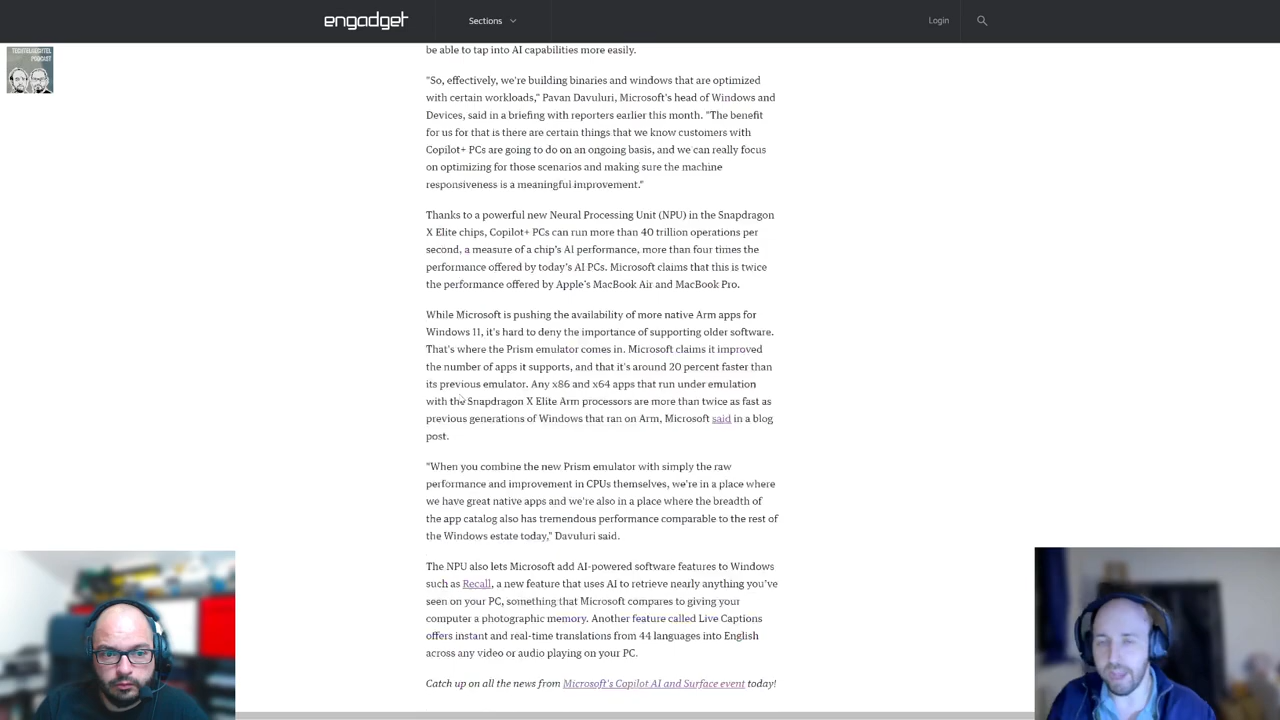 engadget
Sections
Login
TECHTELMECHTEL
PODCAST
be able to tap into AI capabilities more easily.
"So, effectively, we're building binaries and windows that are optimized
with certain workloads," Pavan Davuluri, Microsoft's head of Windows and
Devices, said in a briefing with reporters earlier this month. "The benefit
for us for that is there are certain things that we know customers with
Copilot+ PCs are going to do on an ongoing basis, and we can really focus
on optimizing for those scenarios and making sure the machine
responsiveness is a meaningful improvement."
Thanks to a powerful new Neural Processing Unit (NPU) in the Snapdragon
X Elite chips, Copilot+ PCs can run more than 40 trillion operations per
second, a measure of a chip's AI performance, more than four times the
performance offered by today's AI PCs. Microsoft claims that this is twice
the performance offered by Apple's MacBook Air and MacBook Pro.
While Microsoft is pushing the availability of more native Arm apps for
Windows 11, it's hard to deny the importance of supporting older software.
That's where the Prism emulator comes in. Microsoft claims it improved
the number of apps it supports, and that it's around 20 percent faster than
its previous emulator. Any x86 and x64 apps that run under emulation
with the Snapdragon X Elite Arm processors are more than twice as fast as
previous generations of Windows that ran on Arm, Microsoft said in a blog
post.
"When you combine the new Prism emulator with simply the raw
performance and improvement in CPUs themselves, we're in a place where
we have great native apps and we're also in a place where the breadth of
the app catalog also has tremendous performance comparable to the rest of
the Windows estate today," Davuluri said.
The NPU also lets Microsoft add AI-powered software features to Windows
such as Recall, a new feature that uses AI to retrieve nearly anything you've
seen on your PC, something that Microsoft compares to giving your
computer a photographic memory. Another feature called Live Captions
offers instant and real-time translations from 44 languages into English
across any video or audio playing on your PC.
Catch up on all the news from Microsoft's Copilot AI and Surface event today!